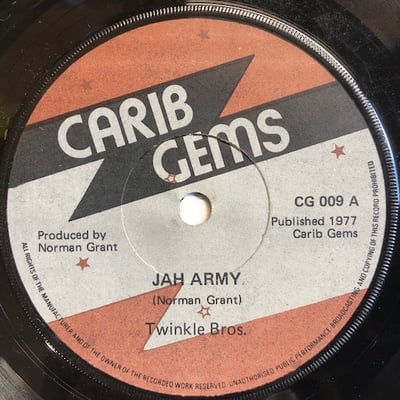 CARIB
GEMS
CG 009 A
Produced by
Norman Grant
Published 1977
Carib Gems
JAH ARMY
(Norman Grant)
Twinkle Bros.
ALL RIGHTS OF THE MANUFACTURER AND OF THE OWNER OF THE RECORDED WORK RESERVED. UNAUTHORISED PUBLIC PERFORMANCE BROADCASTING AND COPYING OF THIS RECORD PROHIBITED